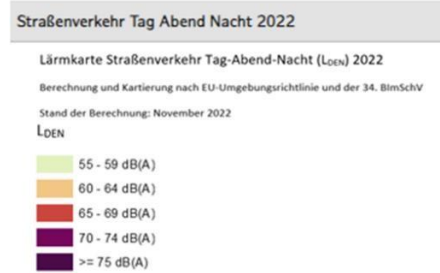 Straßenverkehr Tag Abend Nacht 2022
Lärmkarte Straßenverkehr Tag-Abend-Nacht (LDEN) 2022
Berechnung und Kartierung nach EU-Umgebungsrichtlinie und der 34. BImSchV
Stand der Berechnung: November 2022
LDEN
55 - 59 dB(A)
60 - 64 dB(A)
65 - 69 dB(A)
70 - 74 dB(A)
>= 75 dB(A)